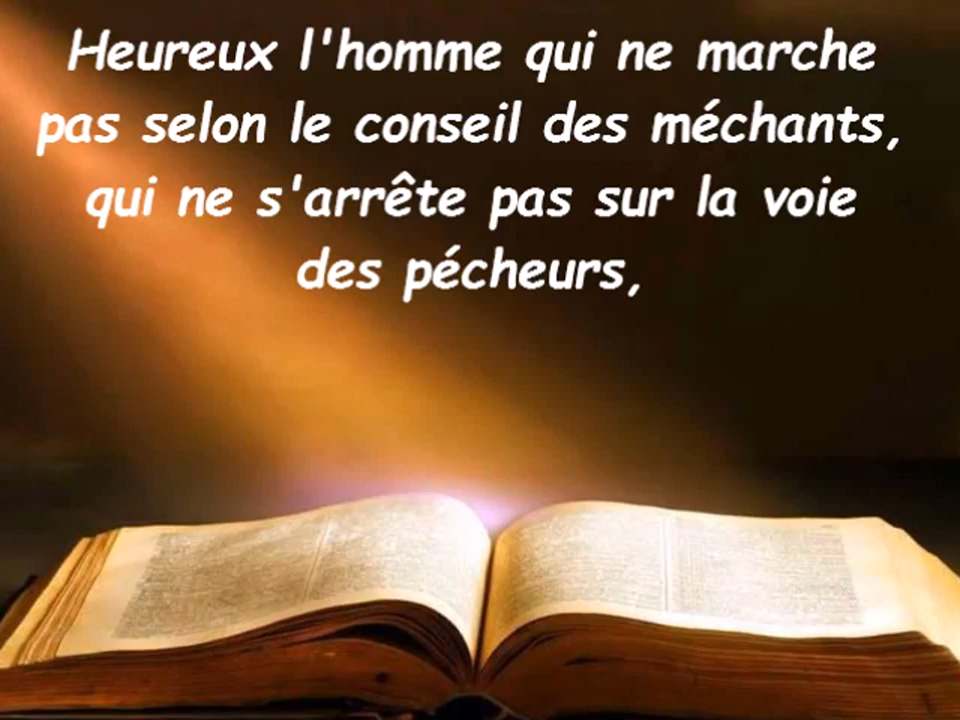 Heureux l'homme qui ne marche
pas selon le conseil des méchants,
qui ne s'arrête pas sur la voie
des pécheurs,